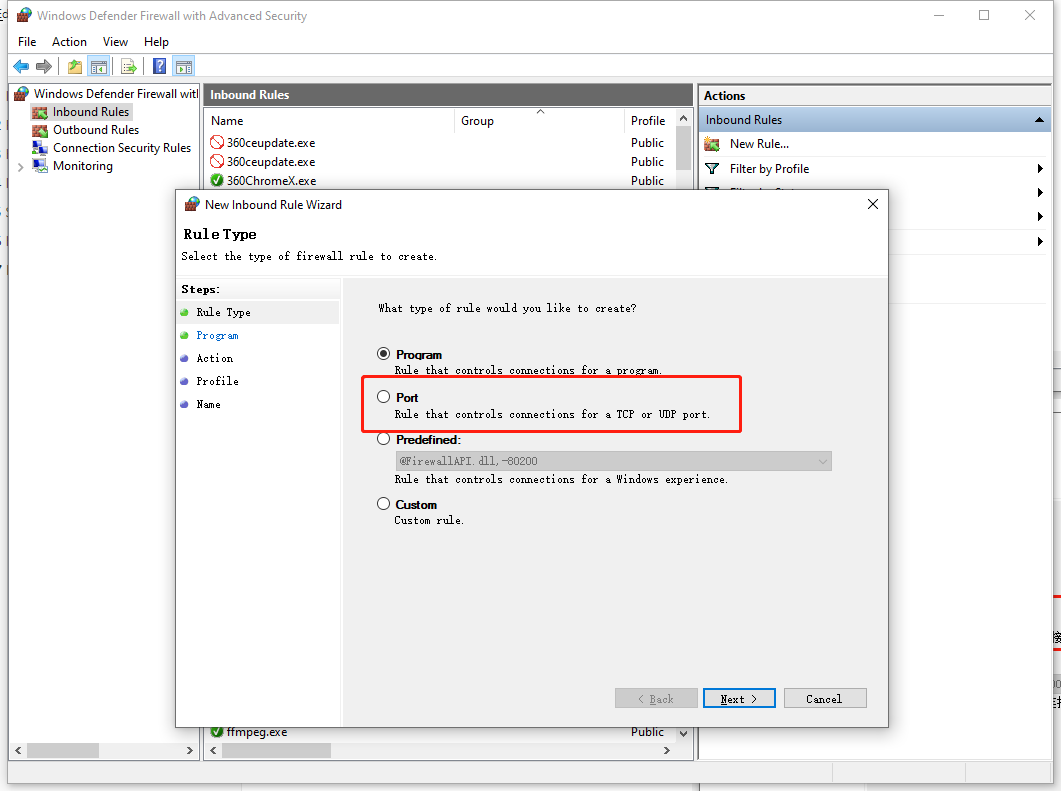 Windows Defender Firewall with Advanced Security
File Action View Help
Windows Defender Firewall wit
Inbound Rules
Outbound Rules
Connection Security Rules
Monitoring
Inbound Rules
Name Group Profile
360ceupdate.exe Public
360ceupdate.exe Public
360ChromeX.exe Public
ffmpeg.exe Public
Actions
Inbound Rules
New Rule...
Filter by Profile
New Inbound Rule Wizard
Rule Type
Select the type of firewall rule to create.
Steps:
Rule Type
Program
Action
Profile
Name
What type of rule would you like to create?
Program
Rule that controls connections for a program.
Port
Rule that controls connections for a TCP or UDP port.
Predefined:
@FirewallAPI.dll,-80200
Rule that controls connections for a Windows experience.
Custom
Custom rule.
< Back
Next >
Cancel